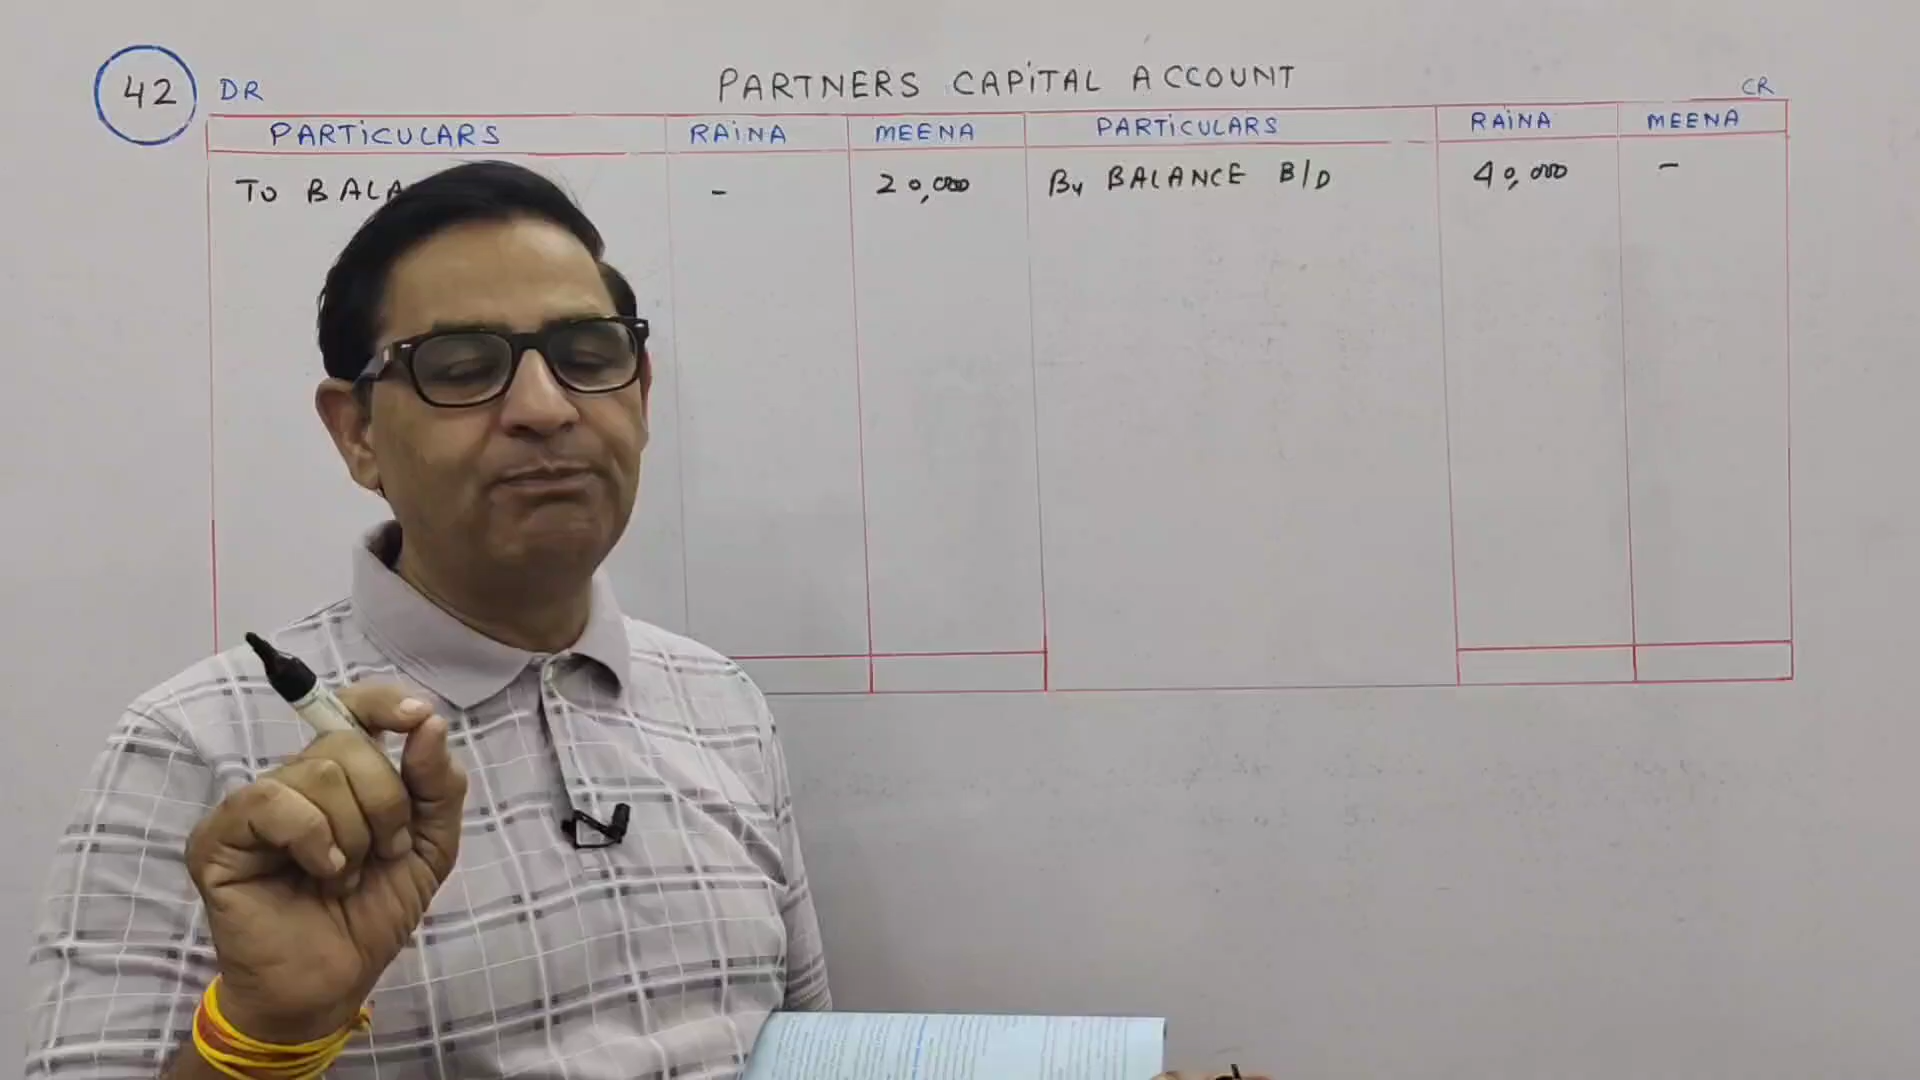 42 DR PARTNERS CAPITAL ACCOUNT CR
PARTICULARS RAINA MEENA PARTICULARS RAINA MEENA
TO BALA - 20,000 By BALANCE B/D 40,000 -